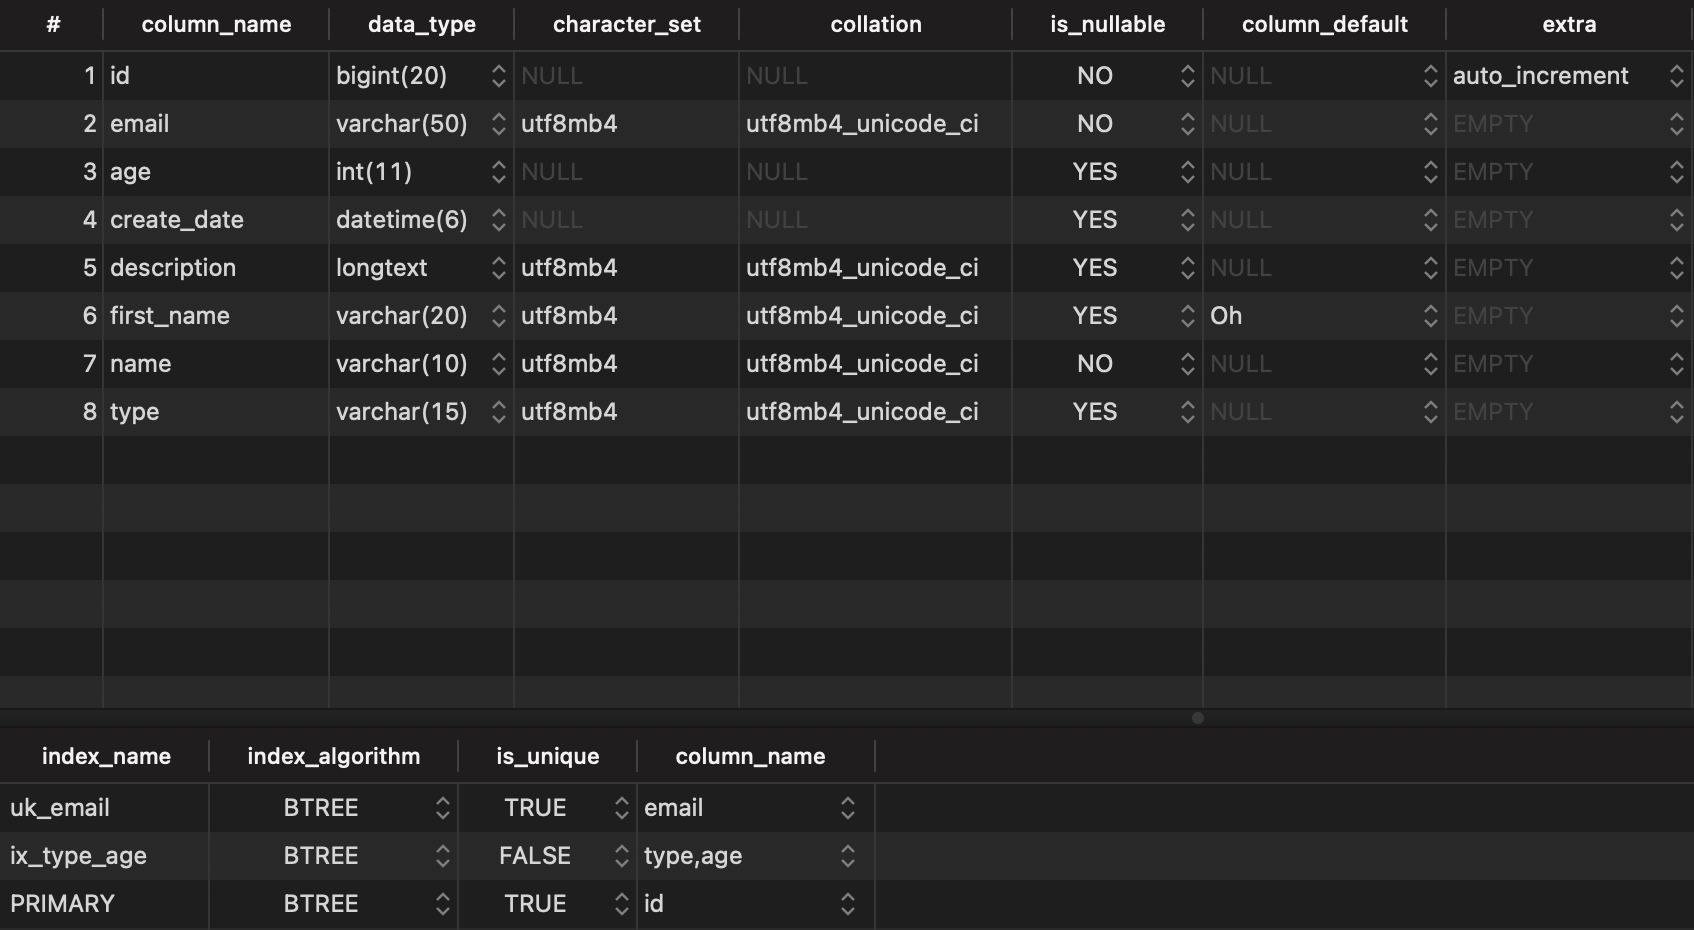 # column_name data_type character_set collation is_nullable column_default extra
1 id bigint(20) NULL NULL NO NULL auto_increment
2 email varchar(50) utf8mb4 utf8mb4_unicode_ci NO NULL EMPTY
3 age int(11) NULL NULL YES NULL EMPTY
4 create_date datetime(6) NULL NULL YES NULL EMPTY
5 description longtext utf8mb4 utf8mb4_unicode_ci YES NULL EMPTY
6 first_name varchar(20) utf8mb4 utf8mb4_unicode_ci YES Oh EMPTY
7 name varchar(10) utf8mb4 utf8mb4_unicode_ci NO NULL EMPTY
8 type varchar(15) utf8mb4 utf8mb4_unicode_ci YES NULL EMPTY
index_name index_algorithm is_unique column_name
uk_email BTREE TRUE email
ix_type_age BTREE FALSE type,age
PRIMARY BTREE TRUE id